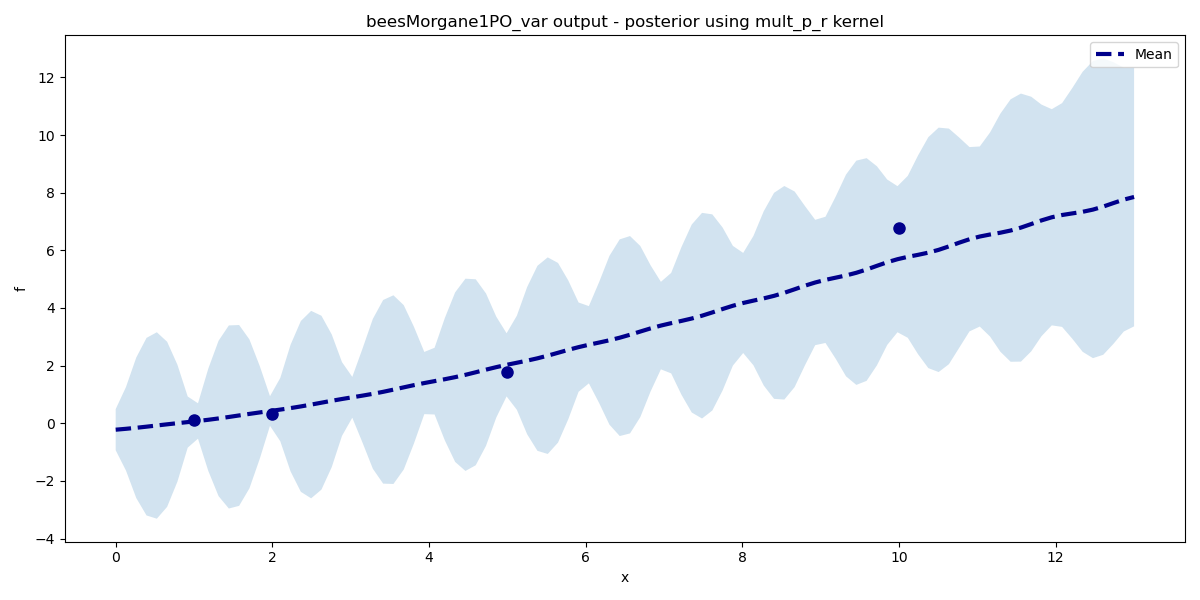 beesMorgane1PO_var output - posterior using mult_p_r kernel
Mean
12
10
8
6
4
2
0
−2
−4
f
0 2 4 6 8 10 12
x